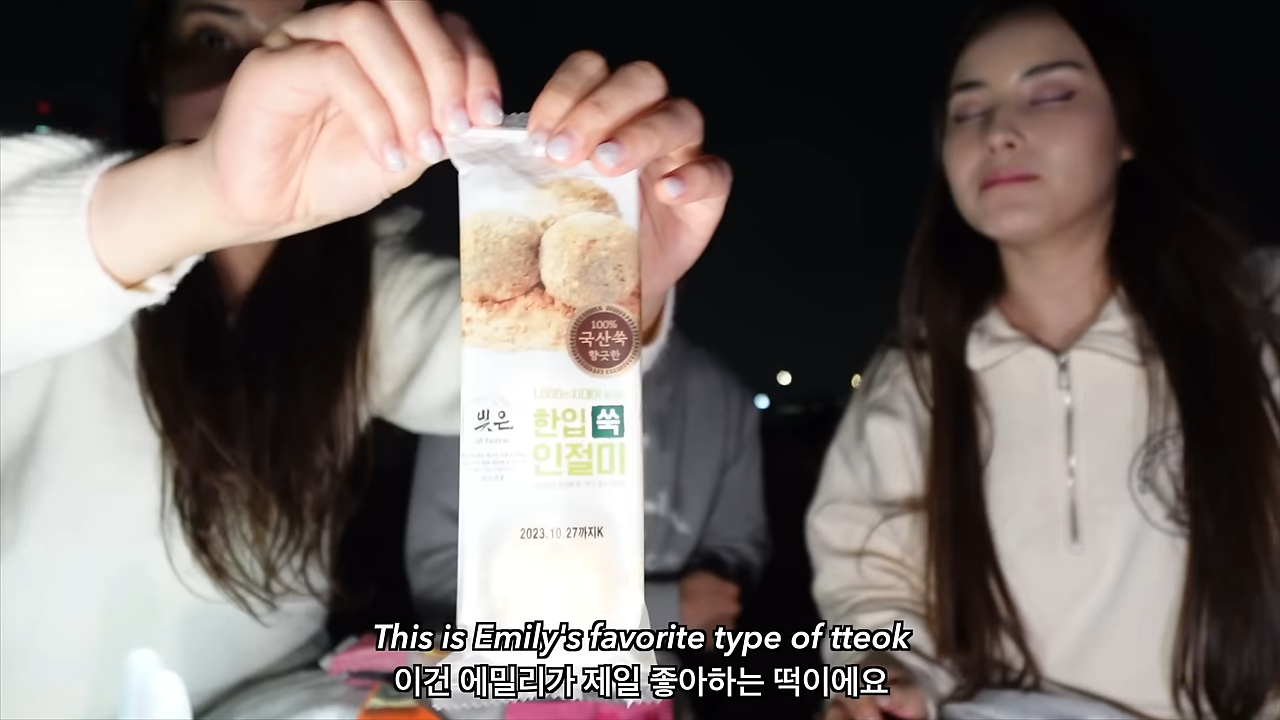 100%
국산쑥
향긋한
빚은
한입 쑥
인절미
2023.10.27까지K
This is Emily's favorite type of tteok
이건 에밀리가 제일 좋아하는 떡이에요